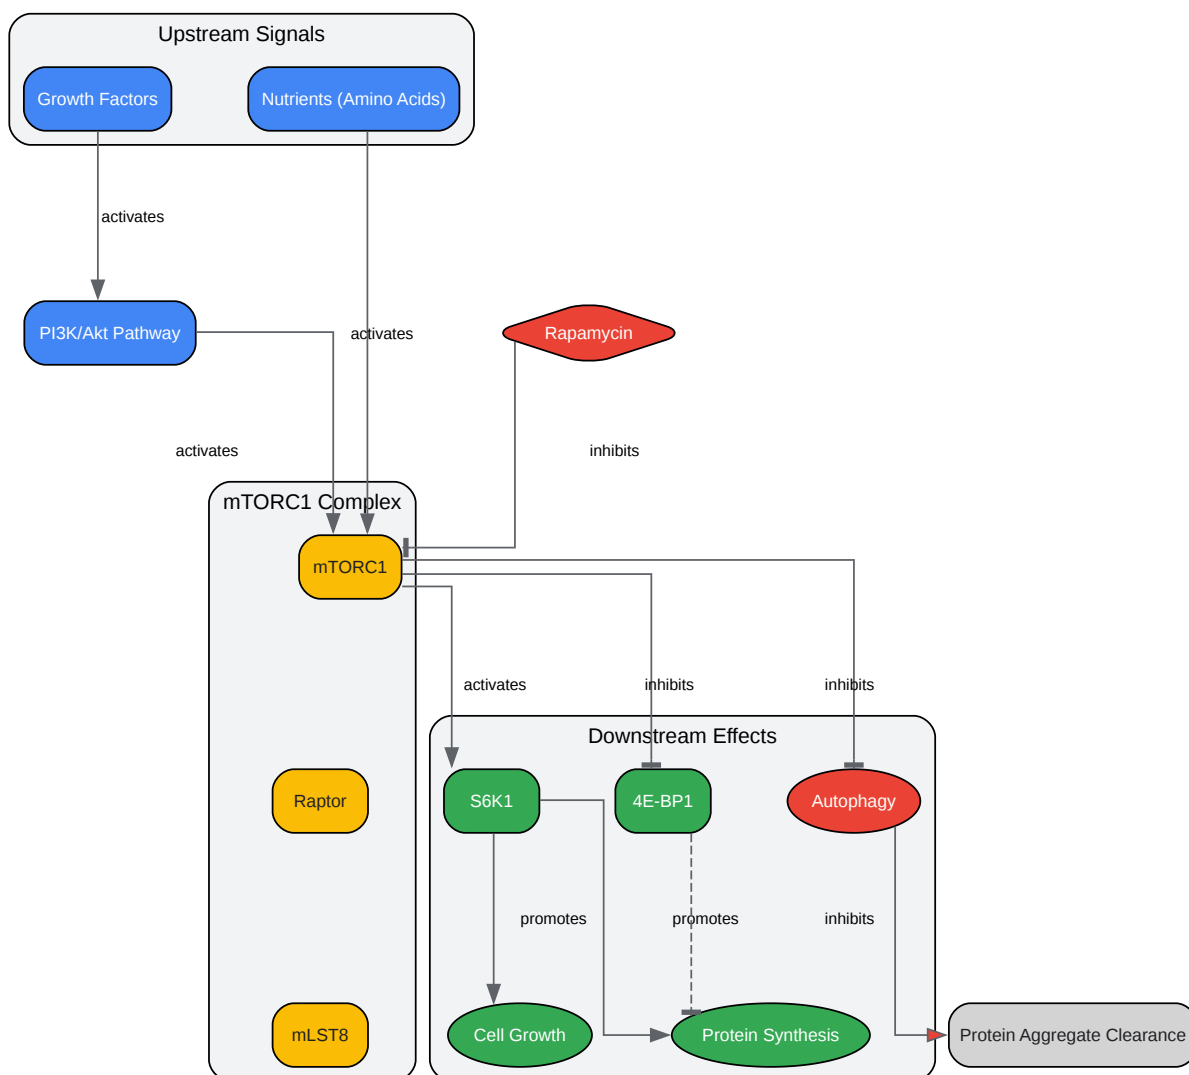 Upstream Signals
Growth Factors
Nutrients (Amino Acids)
activates
PI3K/Akt Pathway
activates
Rapamycin
activates
inhibits
mTORC1 Complex
mTORC1
activates
inhibits
inhibits
Downstream Effects
Raptor
S6K1
4E-BP1
Autophagy
promotes
promotes
inhibits
mLST8
Cell Growth
Protein Synthesis
Protein Aggregate Clearance